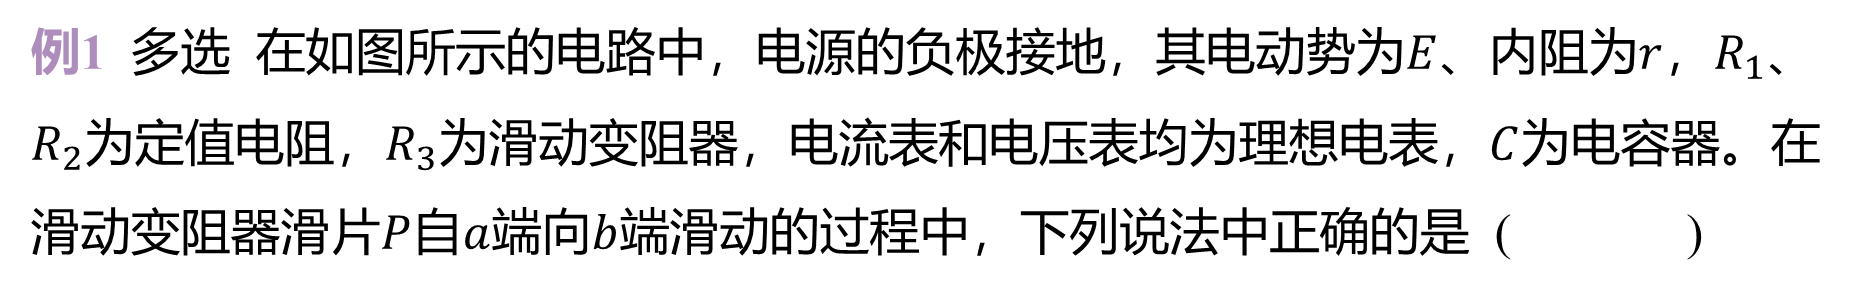 例1 多选 在如图所示的电路中，电源的负极接地，其电动势为E、内阻为r，R₁、
R₂为定值电阻，R₃为滑动变阻器，电流表和电压表均为理想电表，C为电容器。在
滑动变阻器滑片P自a端向b端滑动的过程中，下列说法中正确的是（　　）